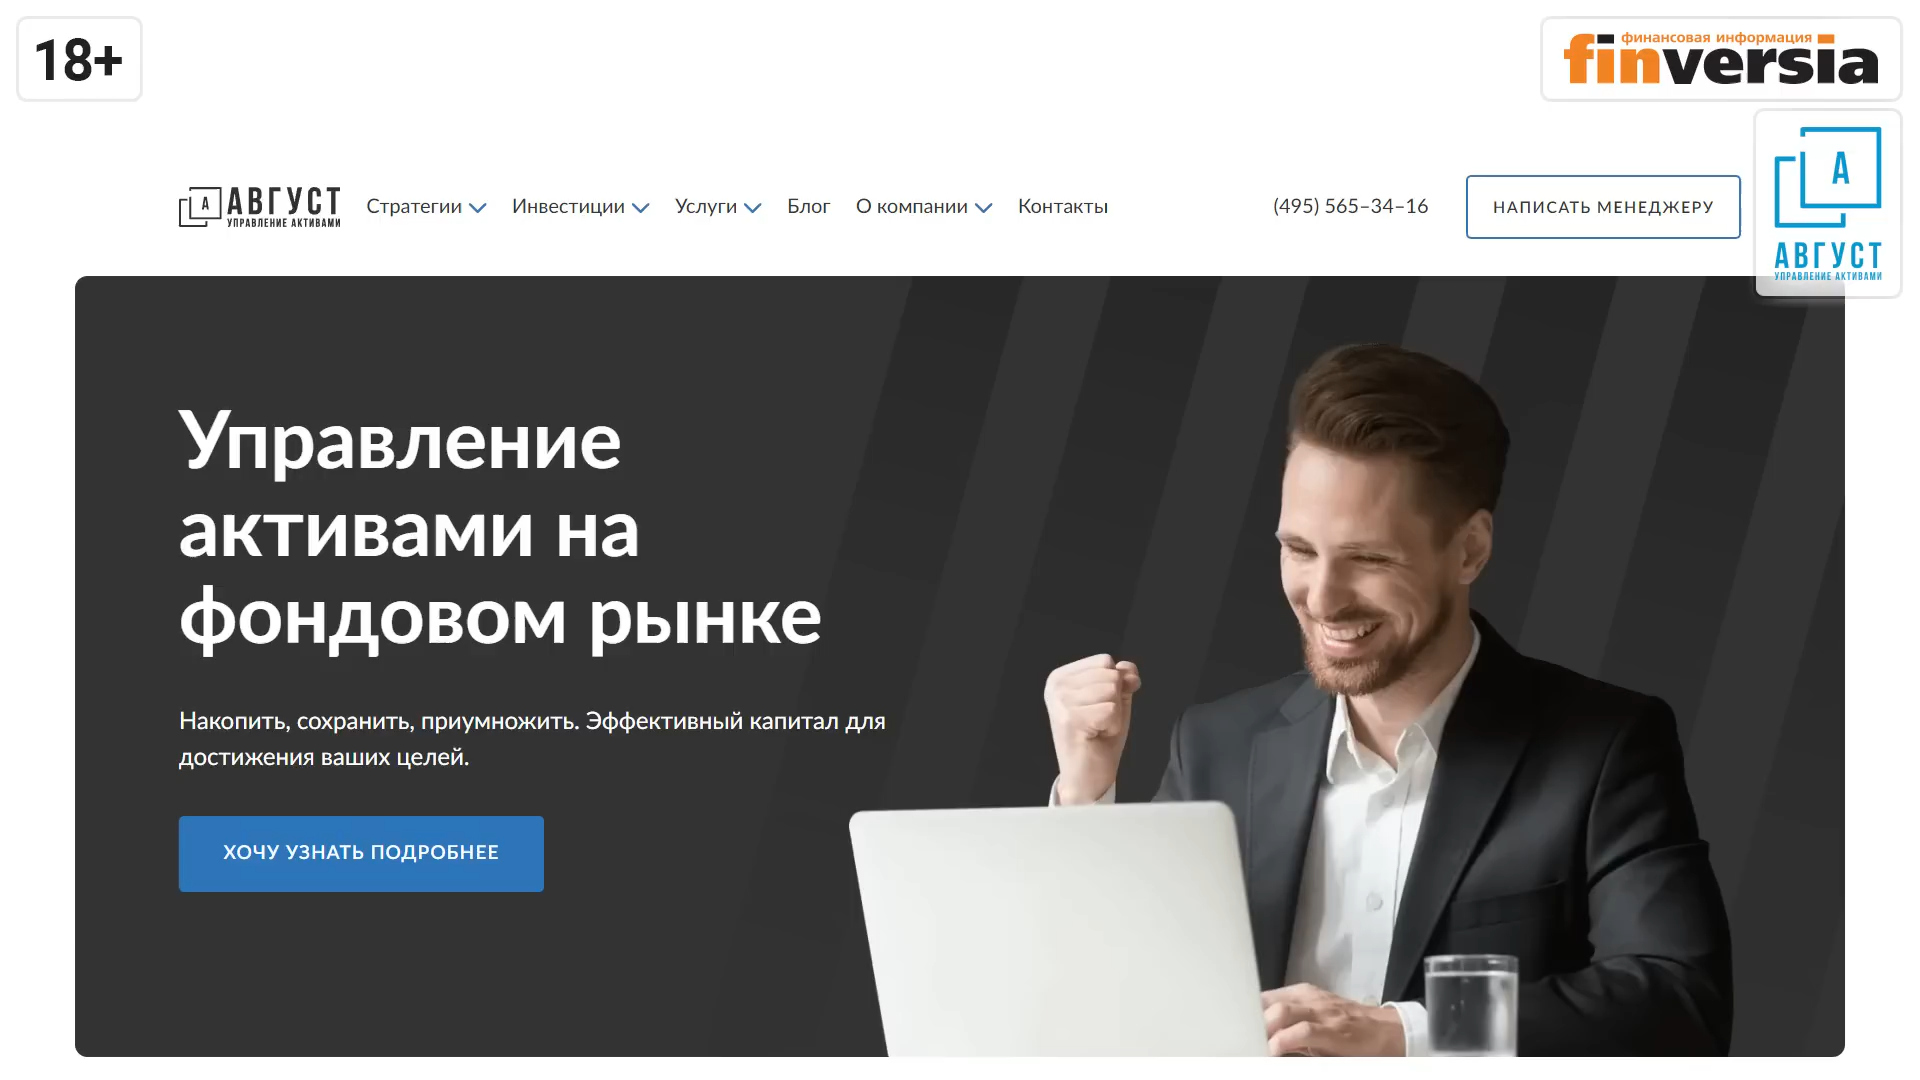 18+
финансовая информация
finversia
А
АВГУСТ
УПРАВЛЕНИЕ АКТИВАМИ
Стратегии
Инвестиции
Услуги
Блог
О компании
Контакты
(495) 565–34–16
НАПИСАТЬ МЕНЕДЖЕРУ
А
АВГУСТ
УПРАВЛЕНИЕ АКТИВАМИ
Управление
активами на
фондовом рынке
Накопить, сохранить, приумножить. Эффективный капитал для
достижения ваших целей.
ХОЧУ УЗНАТЬ ПОДРОБНЕЕ